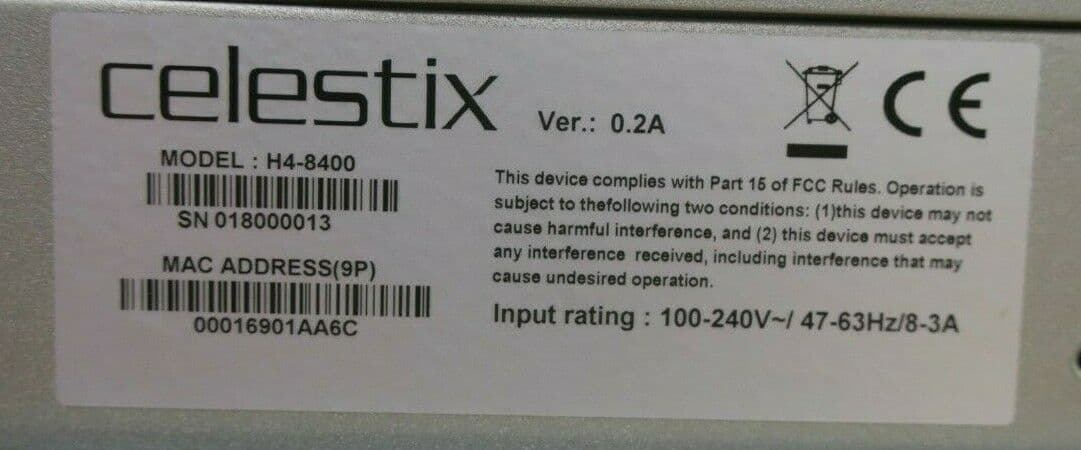 celestix
Ver.: 0.2A
MODEL : H4-8400
SN 018000013
MAC ADDRESS(9P)
00016901AA6C
CE
This device complies with Part 15 of FCC Rules. Operation is
subject to thefollowing two conditions: (1)this device may not
cause harmful interference, and (2) this device must accept
any interference received, including interference that may
cause undesired operation.
Input rating : 100-240V~/ 47-63Hz/8-3A